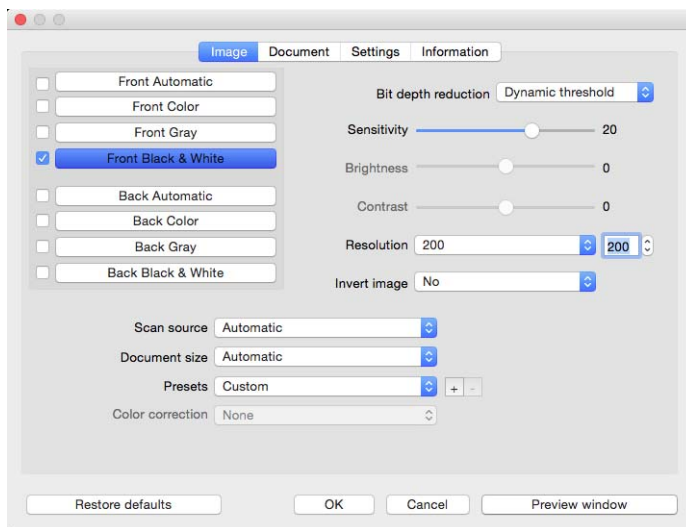 Image Document Settings Information
Front Automatic
Front Color
Front Gray
Front Black & White
Back Automatic
Back Color
Back Gray
Back Black & White
Bit depth reduction Dynamic threshold
Sensitivity 20
Brightness 0
Contrast 0
Resolution 200 200
Invert image No
Scan source Automatic
Document size Automatic
Presets Custom + -
Color correction None
Restore defaults OK Cancel Preview window